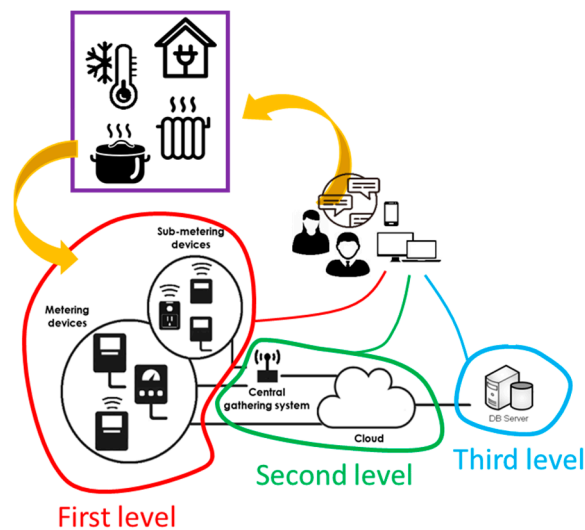 Sub-metering
devices
Metering
devices
Central
gathering system
Cloud
DB Server
First level
Second level
Third level